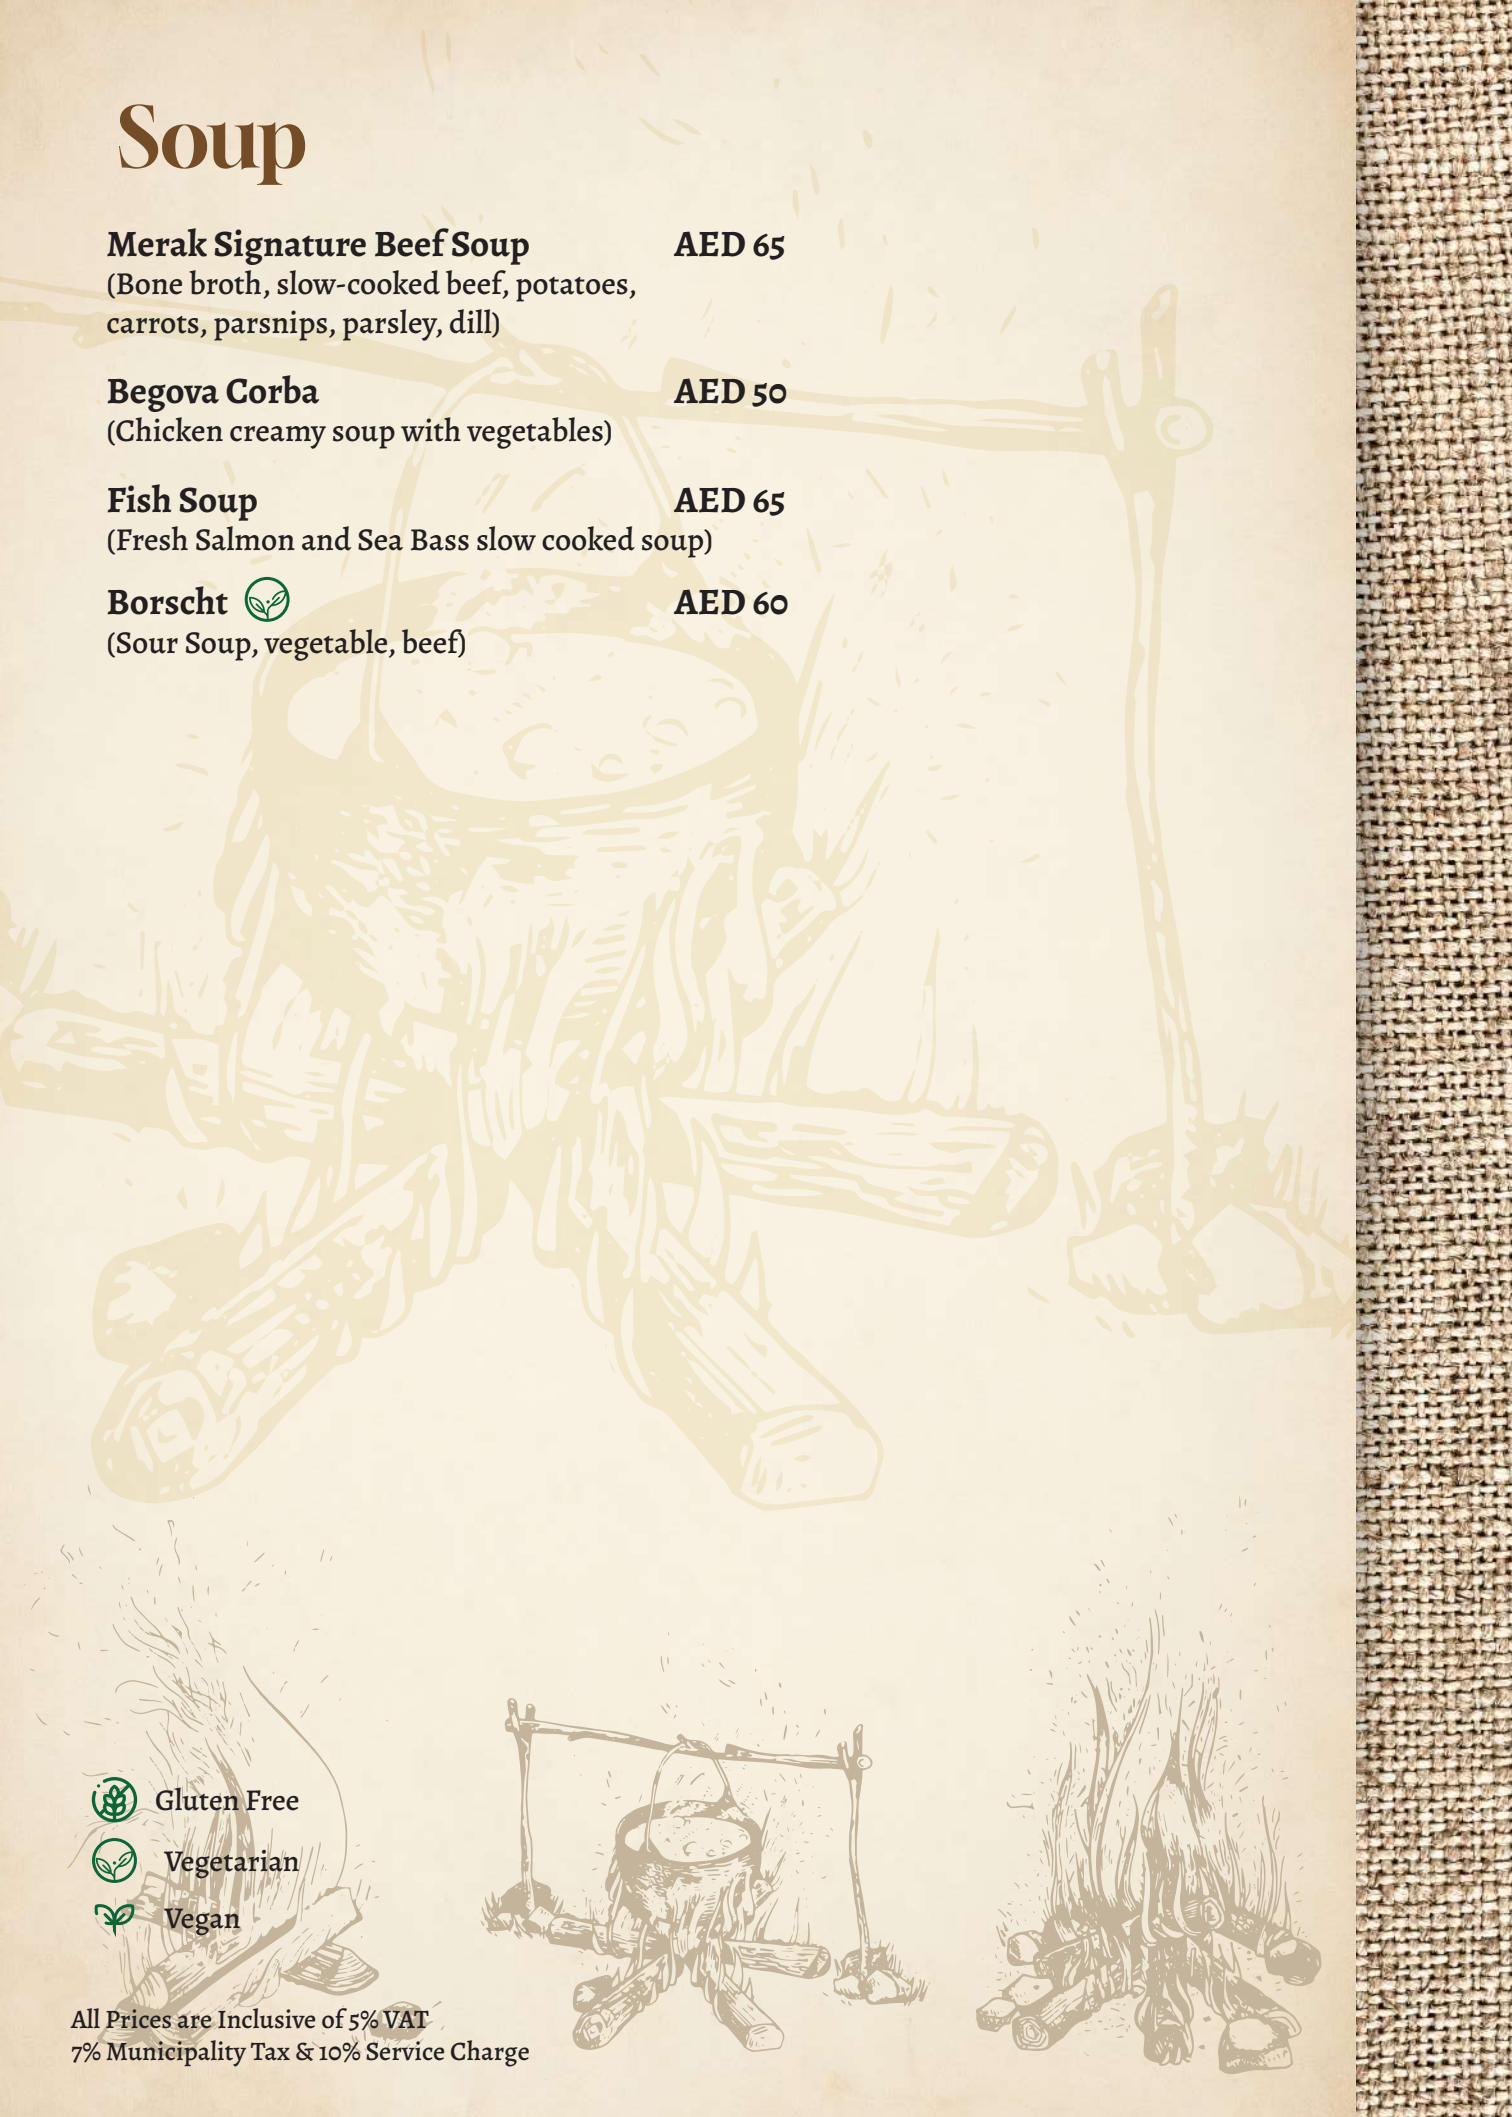 Soup
Merak Signature Beef Soup AED 65
(Bone broth, slow-cooked beef, potatoes,
carrots, parsnips, parsley, dill)
Begova Corba AED 50
(Chicken creamy soup with vegetables)
Fish Soup AED 65
(Fresh Salmon and Sea Bass slow cooked soup)
Borscht AED 60
(Sour Soup, vegetable, beef)
Gluten Free
Vegetarian
Vegan
All Prices are Inclusive of 5% VAT
7% Municipality Tax & 10% Service Charge